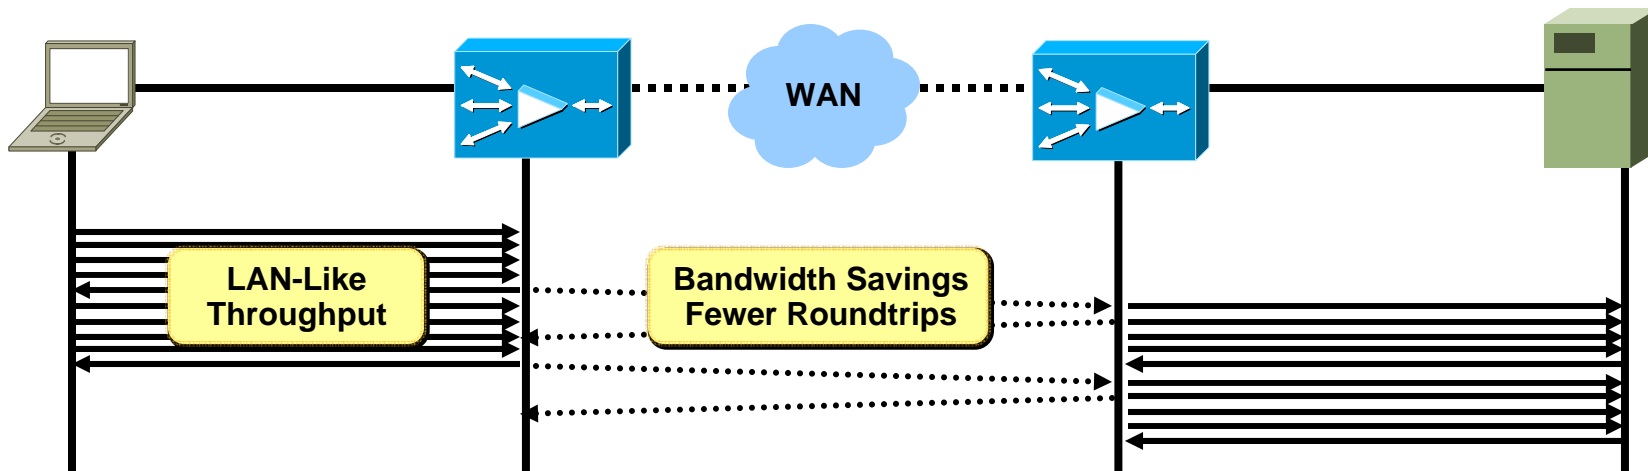 WAN
LAN-Like
Throughput
Bandwidth Savings
Fewer Roundtrips